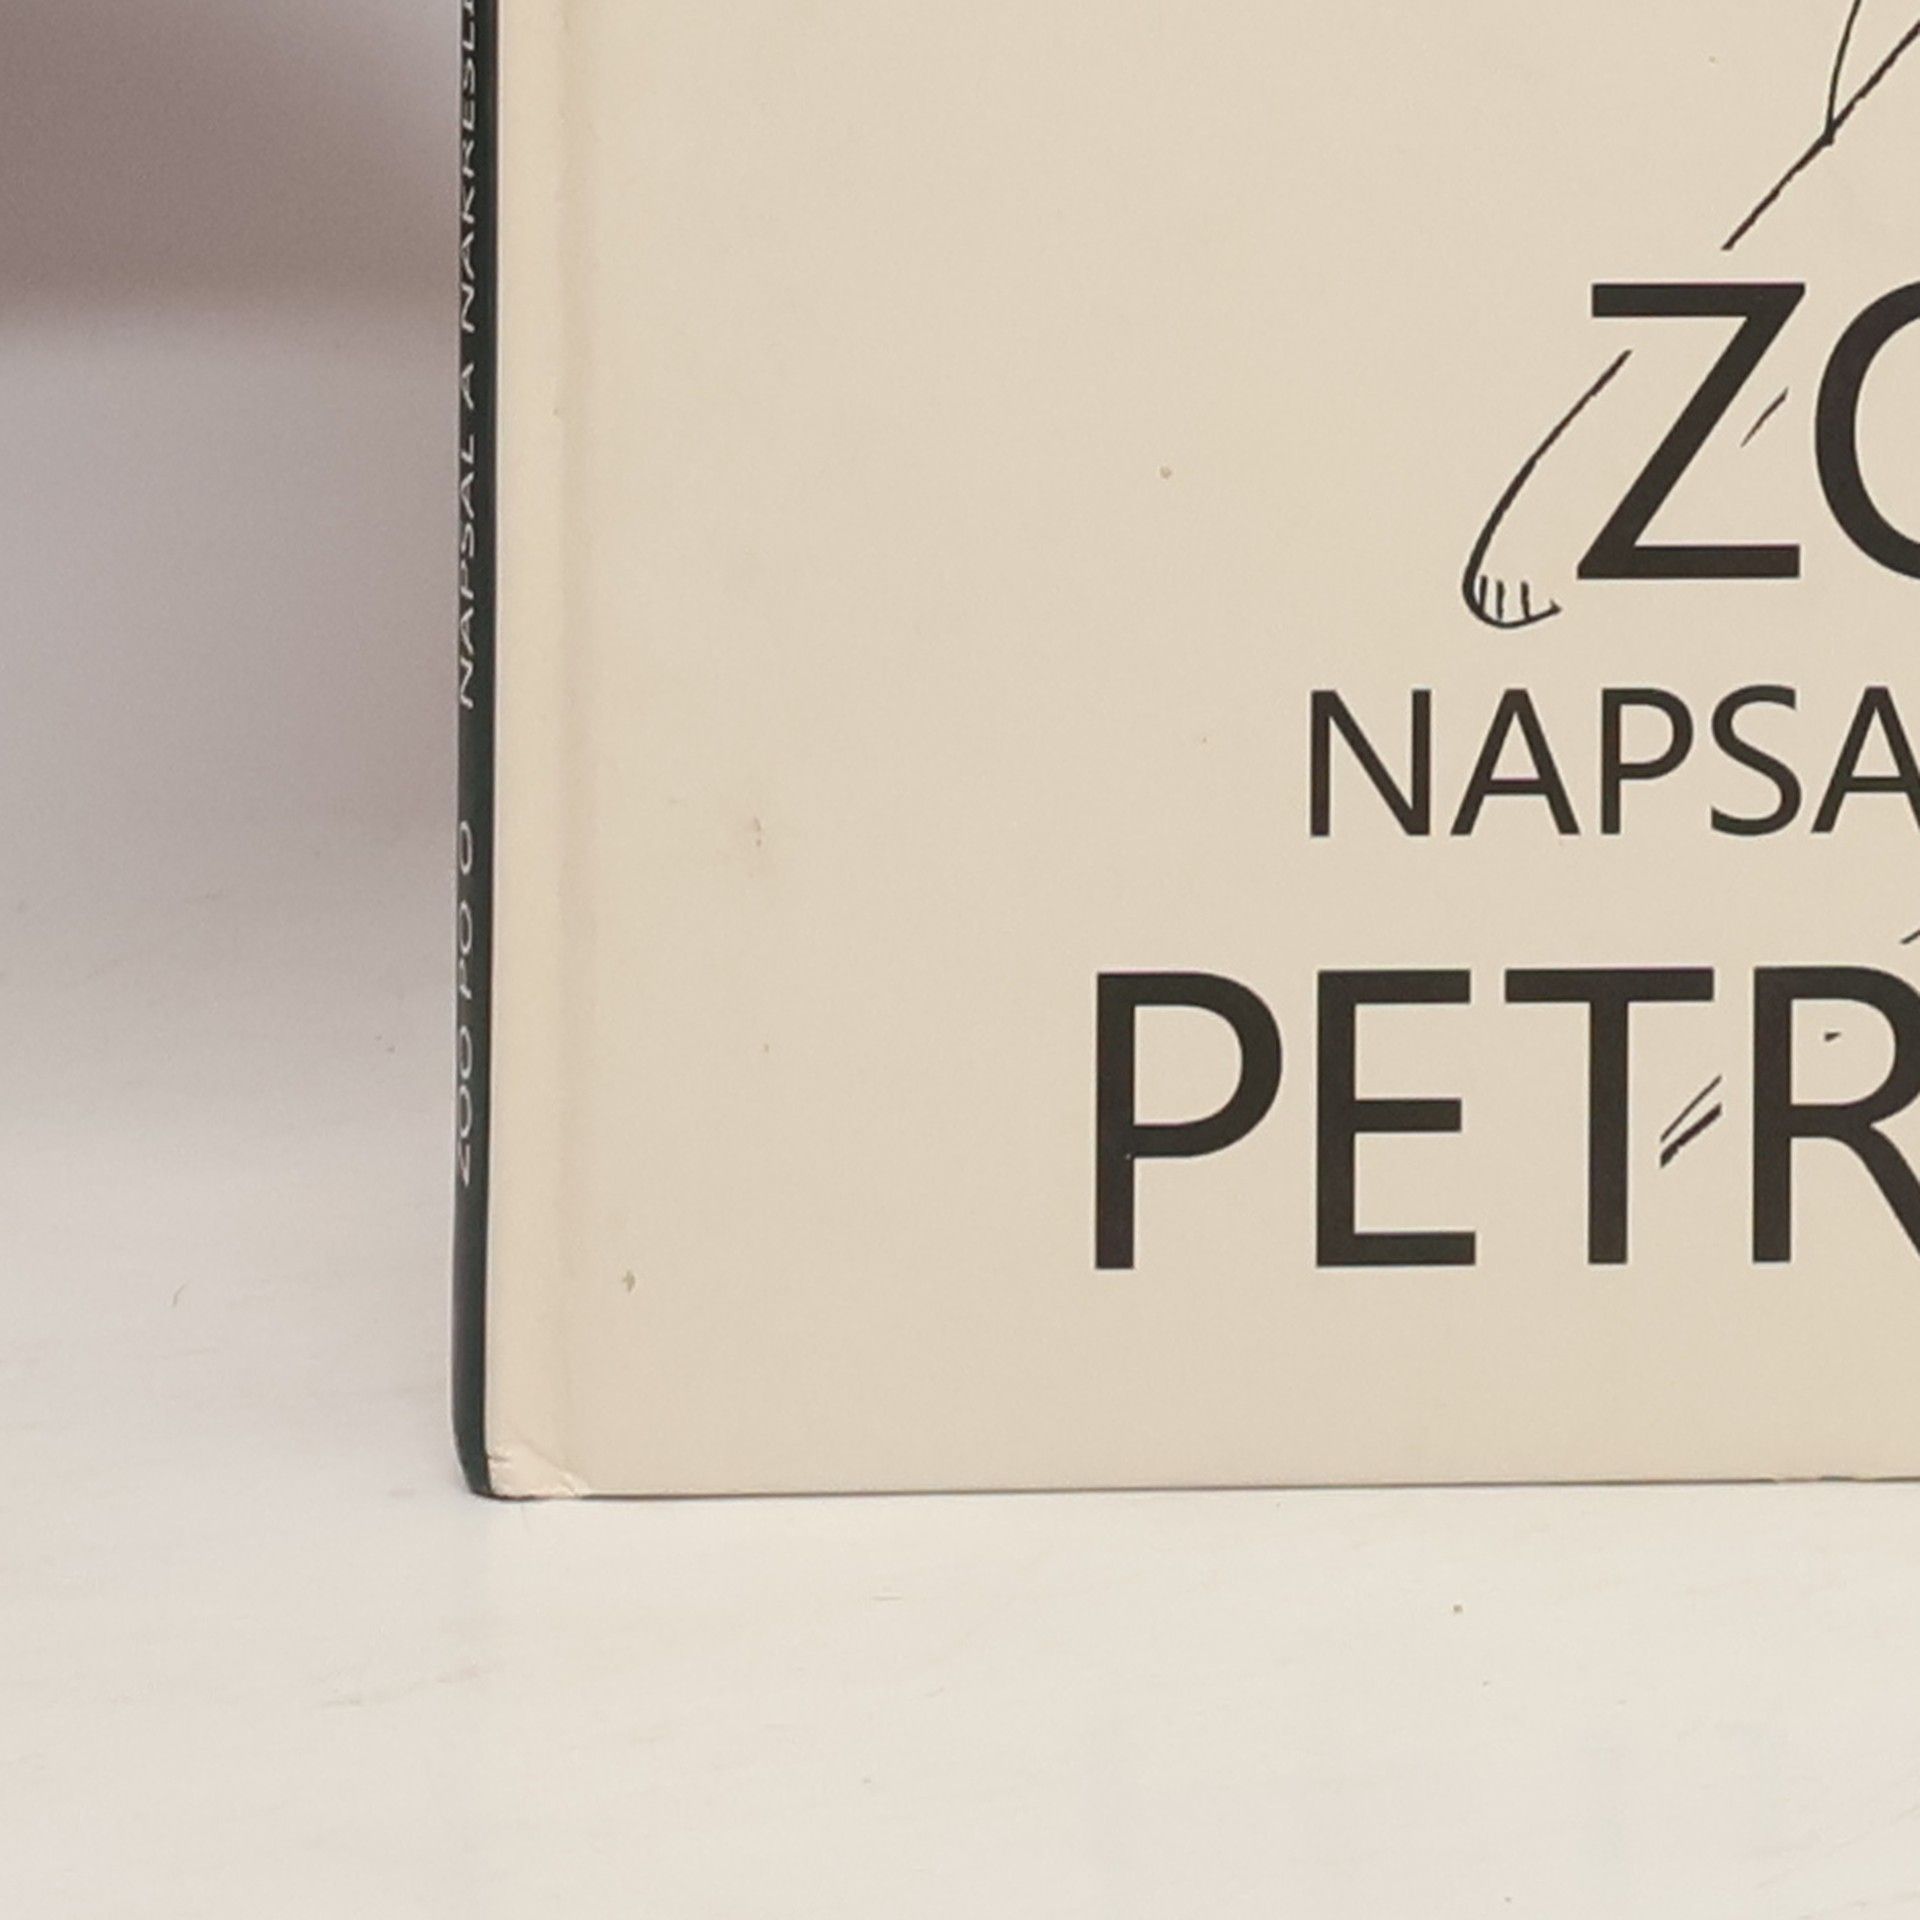 ZOO PO O NAPSAL A NAKRESLI
ZO
NAPSA
PETR